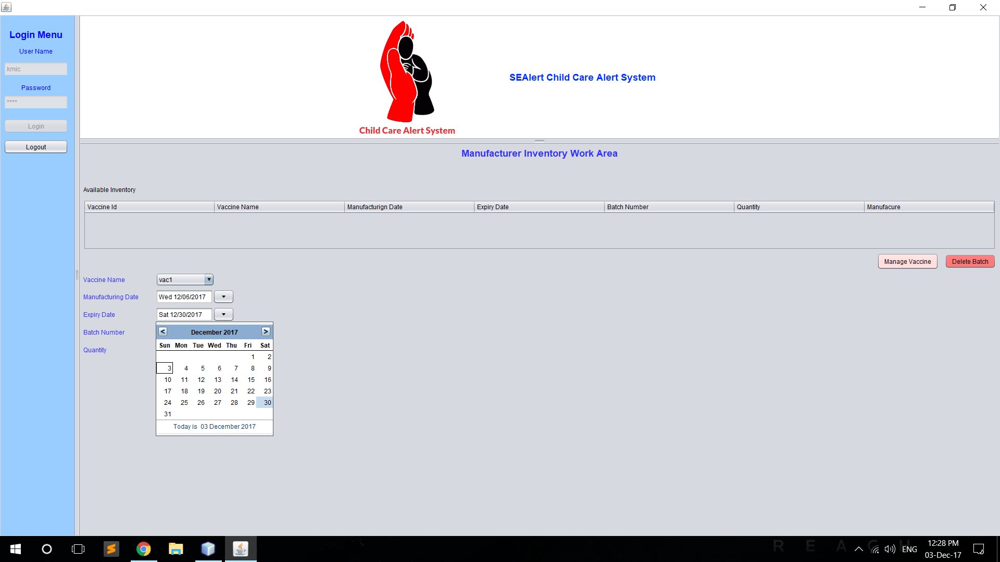 Login Menu
User Name
kmic
Password
****
Login
Logout
Child Care Alert System
SEAlert Child Care Alert System
Manufacturer Inventory Work Area
Available Inventory
Vaccine Id Vaccine Name Manufacturign Date Expiry Date Batch Number Quantity Manufacure
Manage Vaccine Delete Batch
Vaccine Name vac1
Manufacturing Date Wed 12/06/2017
Expiry Date Sat 12/30/2017
Batch Number
Quantity
< December 2017 >
Sun Mon Tue Wed Thu Fri Sat
1 2
3 4 5 6 7 8 9
10 11 12 13 14 15 16
17 18 19 20 21 22 23
24 25 26 27 28 29 30
31
Today is 03 December 2017
R E A C H
ENG
12:28 PM
03-Dec-17